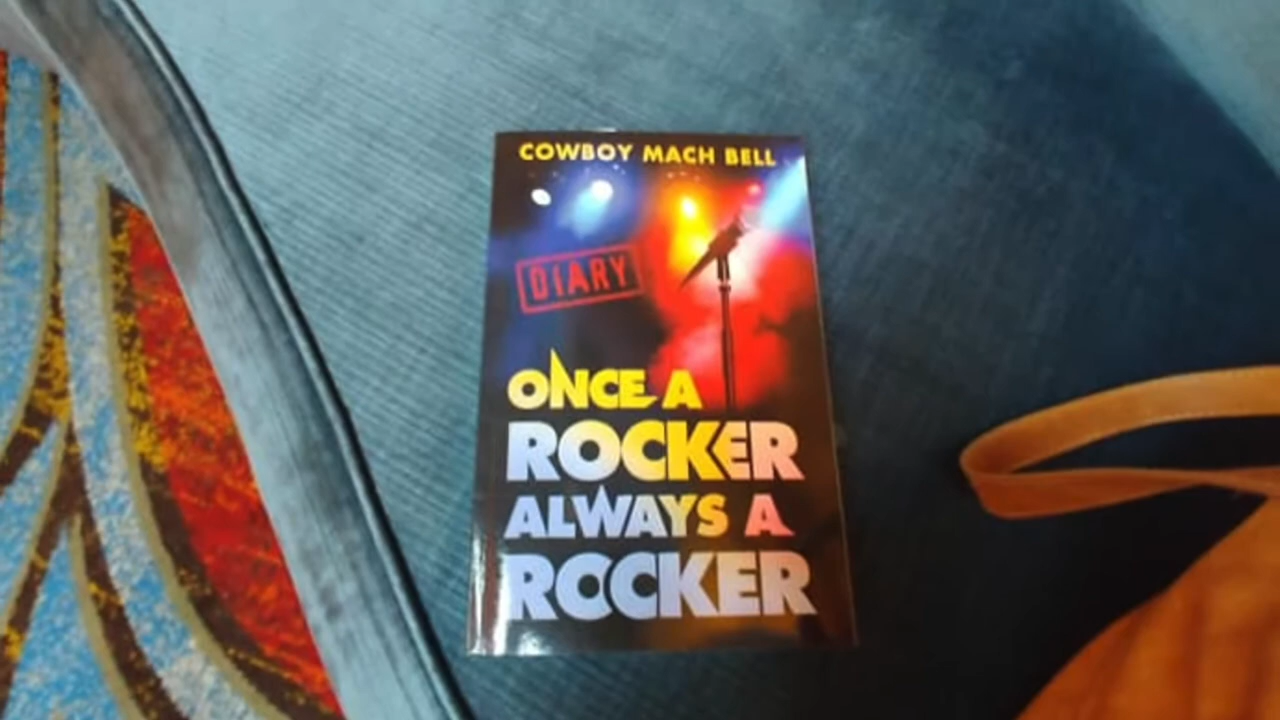 COWBOY MACH BELL
DIARY
ONCE A
ROCKER
ALWAYS A
ROCKER